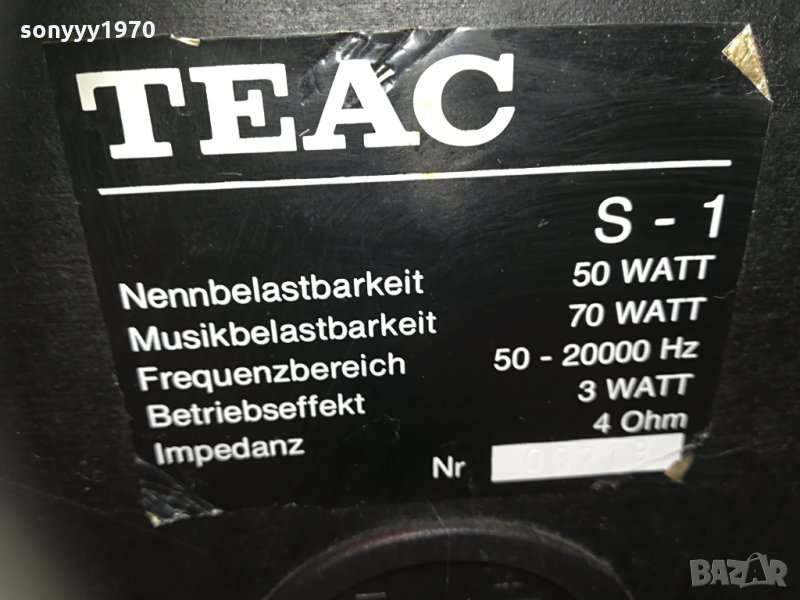 sonyyy1970
TEAC
S - 1
Nennbelastbarkeit 50 WATT
Musikbelastbarkeit 70 WATT
Frequenzbereich 50 - 20000 Hz
Betriebseffekt 3 WATT
Impedanz 4 Ohm
Nr
BAZAR